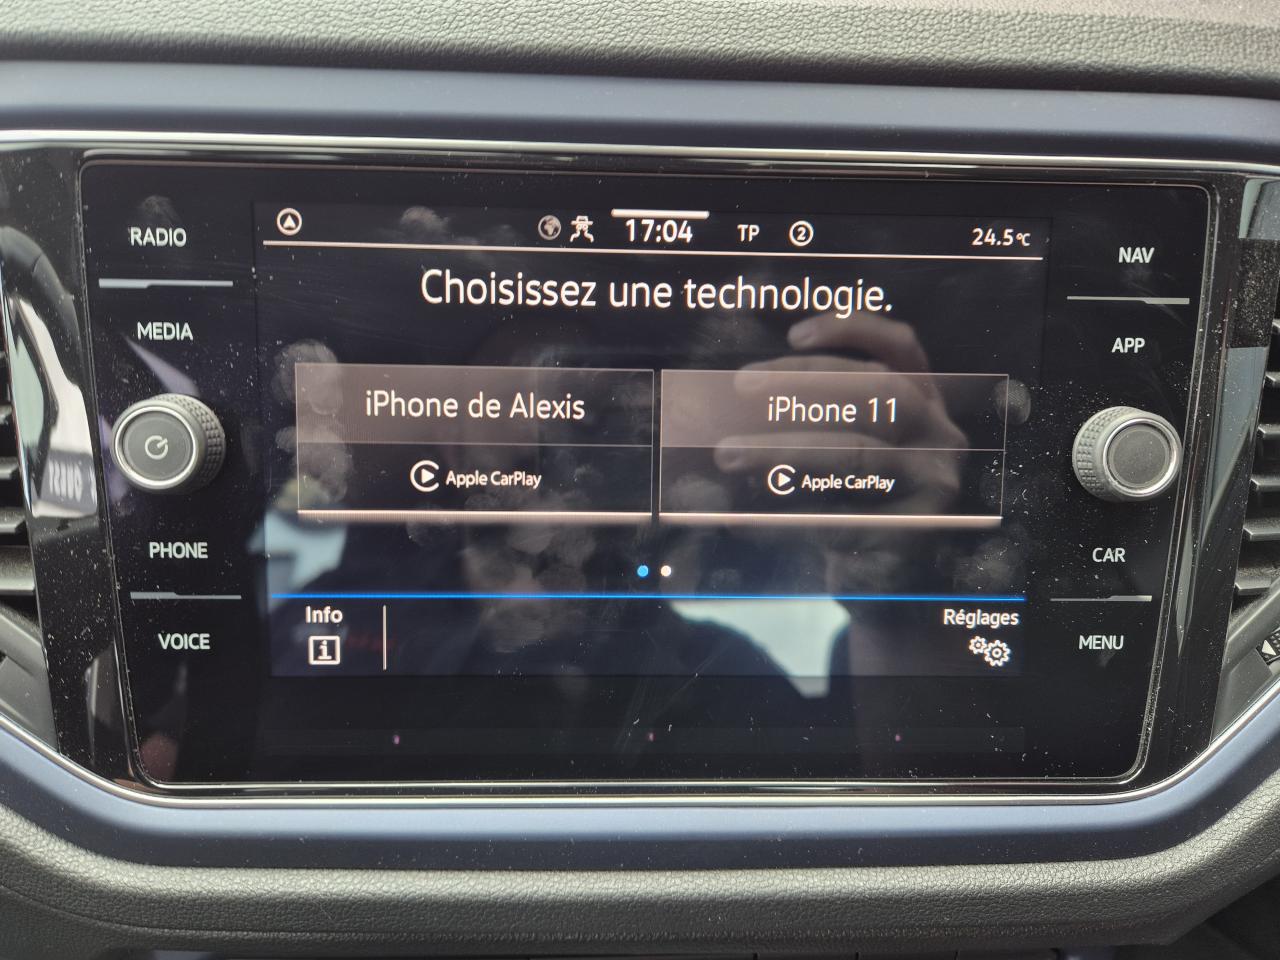 RADIO
MEDIA
PHONE
VOICE
17:04
TP
2
24.5°C
Choisissez une technologie.
iPhone de Alexis
Apple CarPlay
iPhone 11
Apple CarPlay
Info
i
Réglages
NAV
APP
CAR
MENU